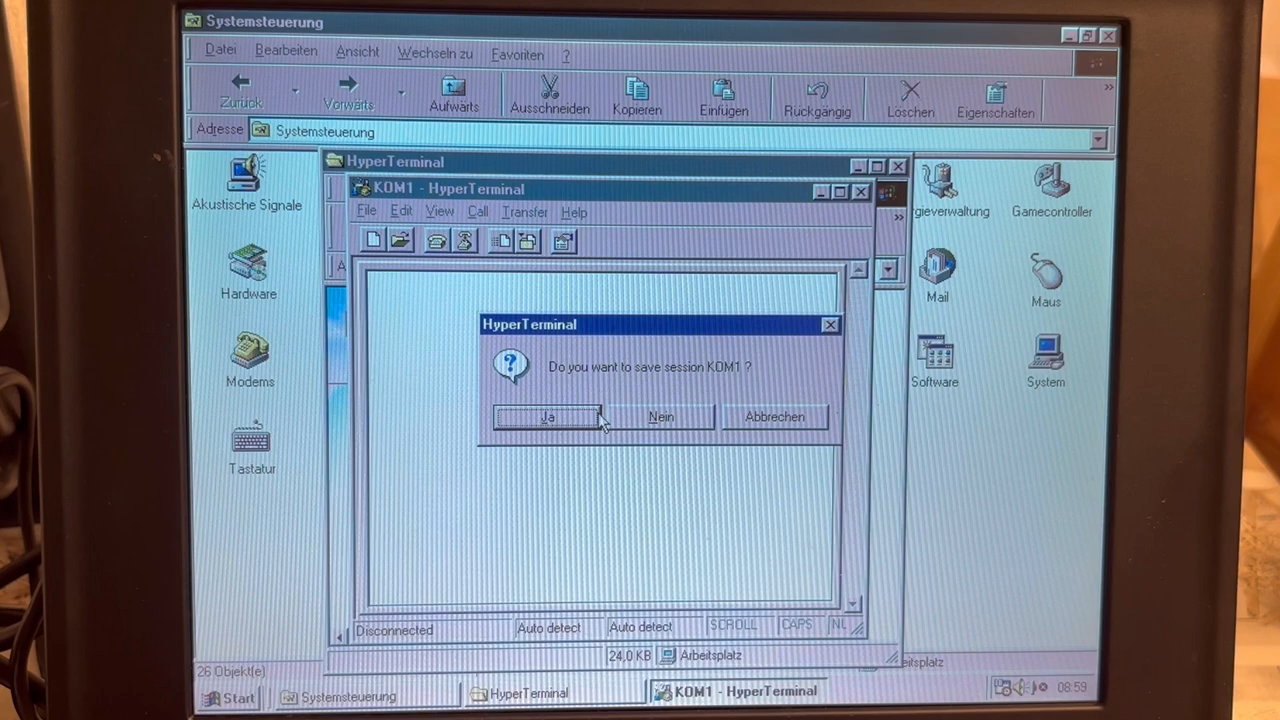 Systemsteuerung
Datei Bearbeiten Ansicht Wechseln zu Favoriten ?
Zurück Vorwärts Aufwärts Ausschneiden Kopieren Einfügen Rückgängig Löschen Eigenschaften »
Adresse Systemsteuerung
HyperTerminal
KOM1 - HyperTerminal
File Edit View Call Transfer Help
»
A
Akustische Signale
gieverwaltung Gamecontroller
Hardware
Mail Maus
Modems
Software System
Tastatur
HyperTerminal
Do you want to save session KOM1 ?
Ja Nein Abbrechen
Disconnected Auto detect Auto detect SCROLL CAPS NU
24,0 KB Arbeitsplatz
26 Objekt(e) eitsplatz
Start Systemsteuerung HyperTerminal KOM1 - HyperTerminal 08:59